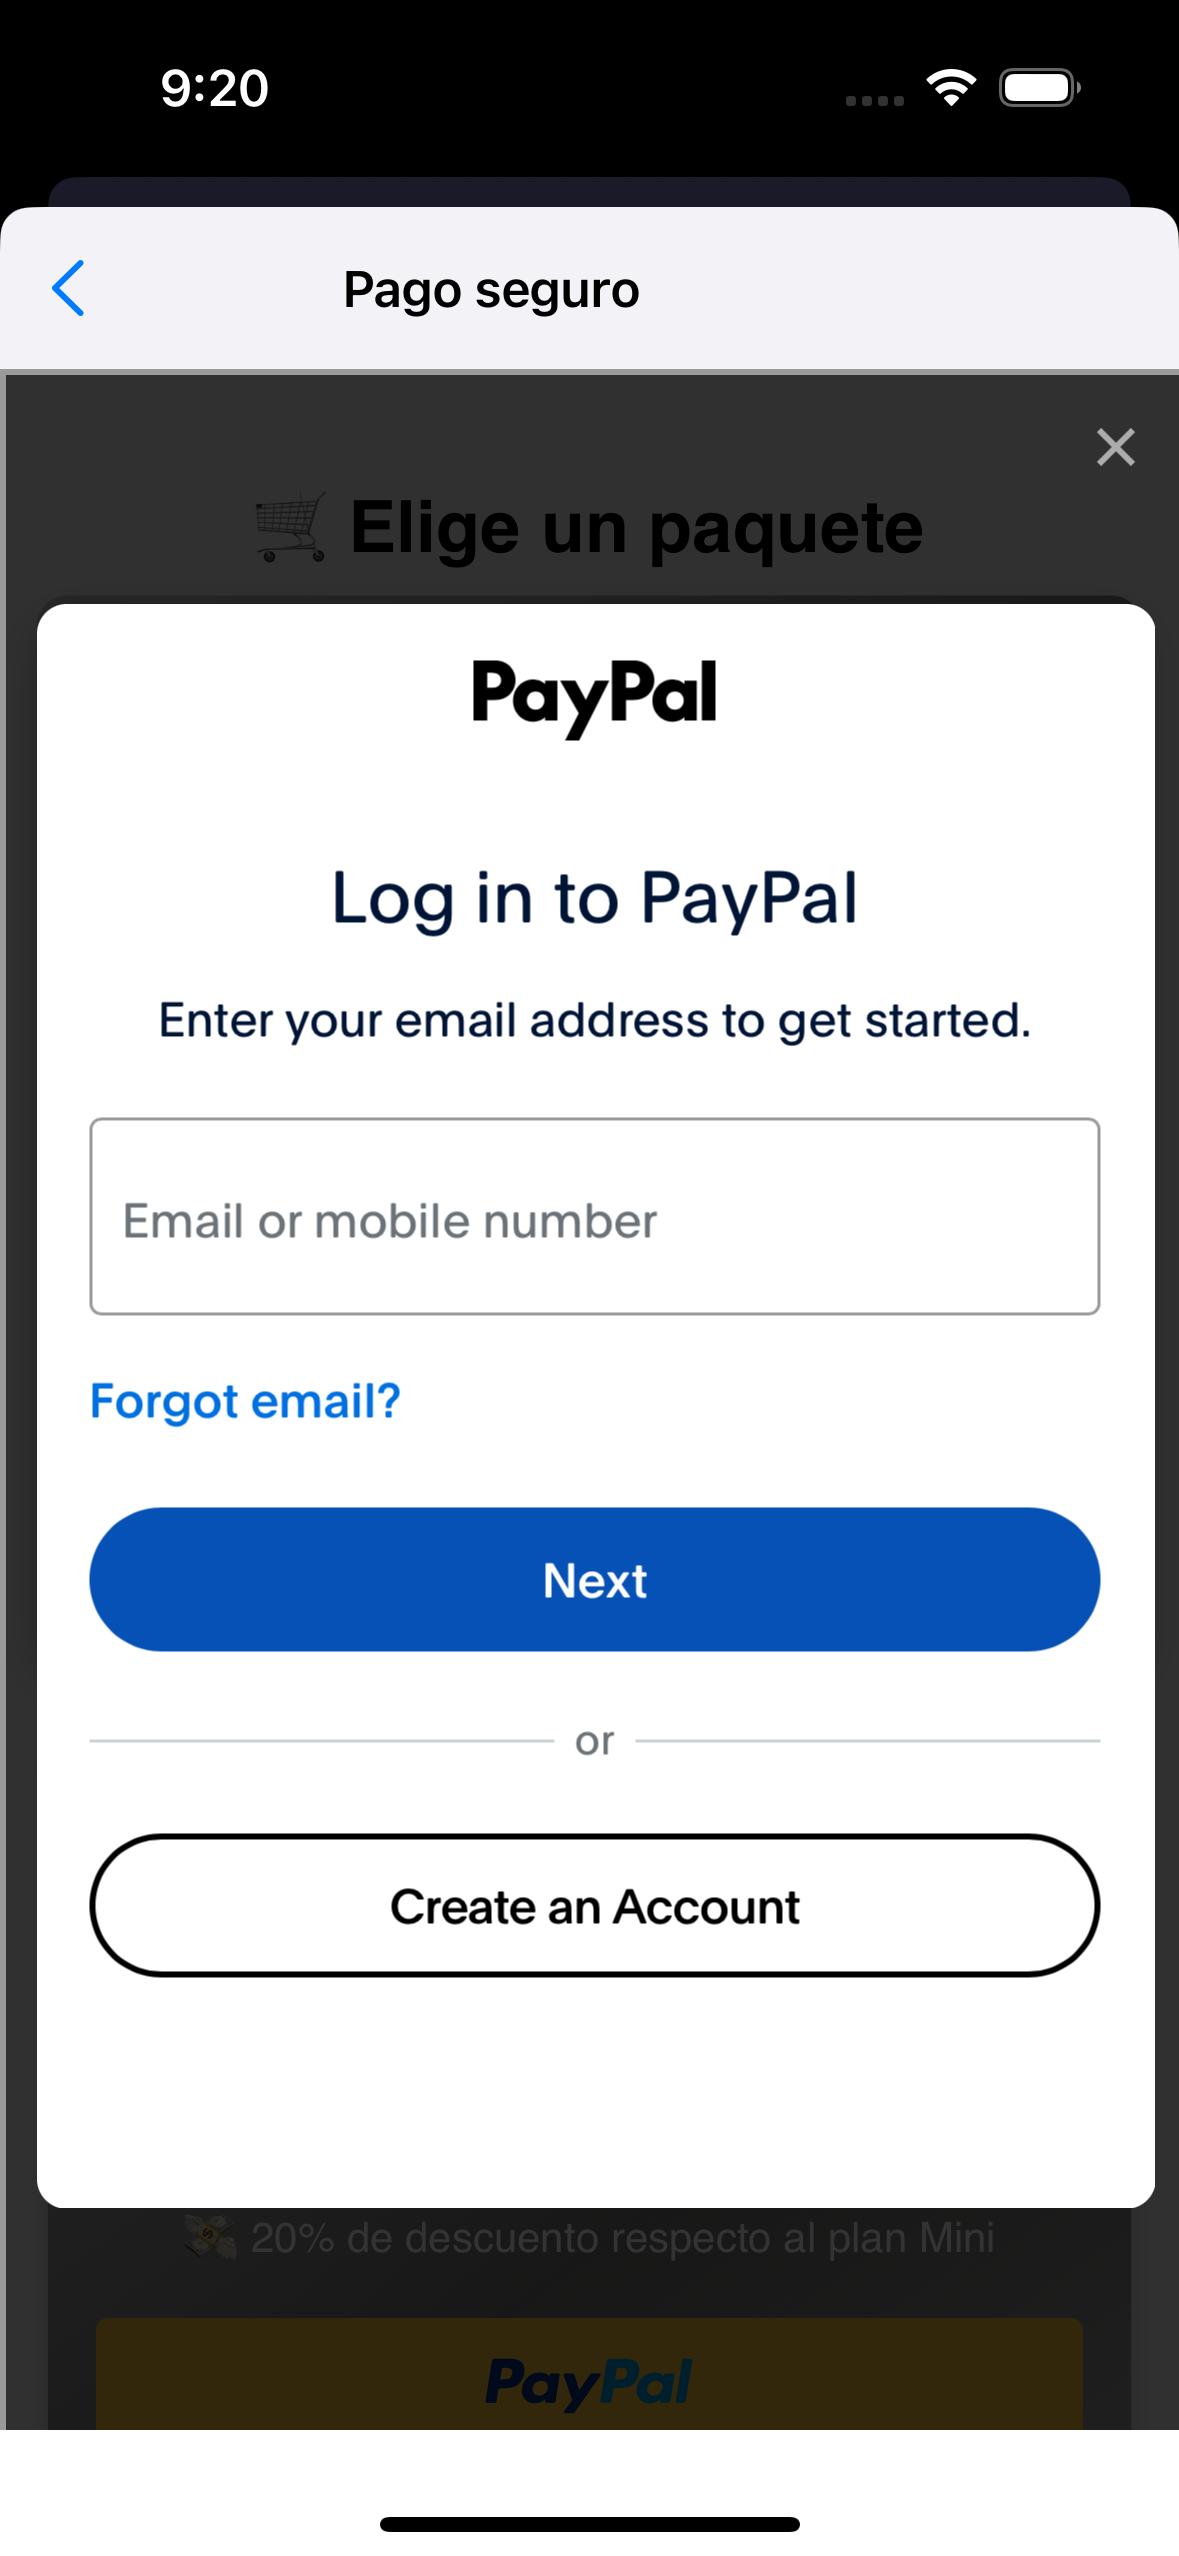 9:20
Pago seguro
Elige un paquete
PayPal
Log in to PayPal
Enter your email address to get started.
Email or mobile number
Forgot email?
Next
or
Create an Account
20% de descuento respecto al plan Mini
PayPal